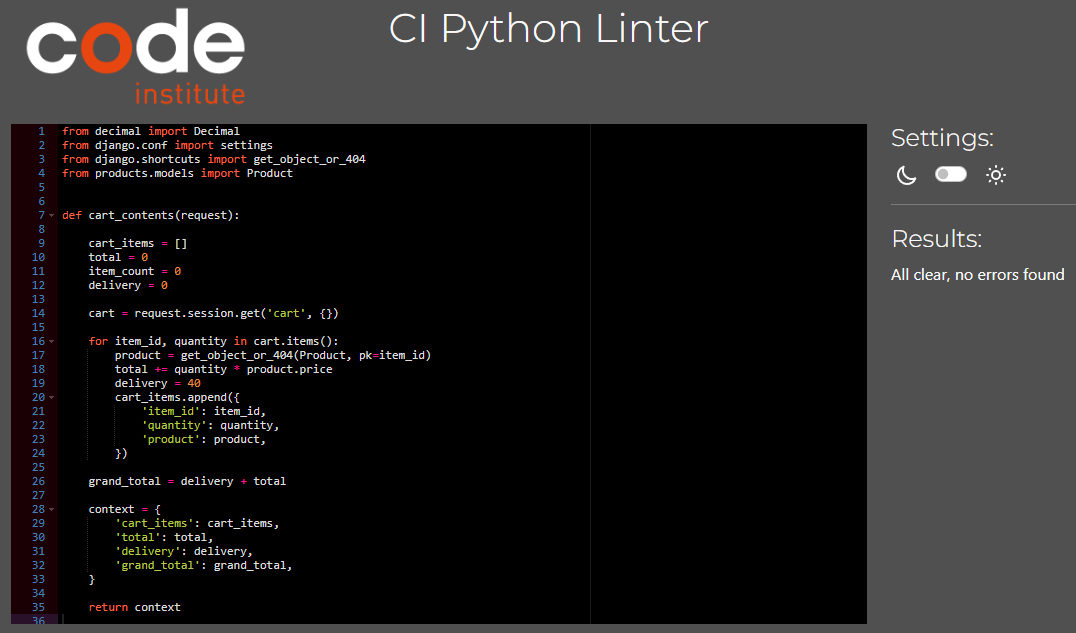 code
institute
CI Python Linter
1 from decimal import Decimal
2 from django.conf import settings
3 from django.shortcuts import get_object_or_404
4 from products.models import Product
5
6
7 def cart_contents(request):
8
9     cart_items = []
10     total = 0
11     item_count = 0
12     delivery = 0
13
14     cart = request.session.get('cart', {})
15
16     for item_id, quantity in cart.items():
17         product = get_object_or_404(Product, pk=item_id)
18         total += quantity * product.price
19         delivery = 40
20         cart_items.append({
21             'item_id': item_id,
22             'quantity': quantity,
23             'product': product,
24         })
25
26     grand_total = delivery + total
27
28     context = {
29         'cart_items': cart_items,
30         'total': total,
31         'delivery': delivery,
32         'grand_total': grand_total,
33     }
34
35     return context
36
Settings:
Results:
All clear, no errors found